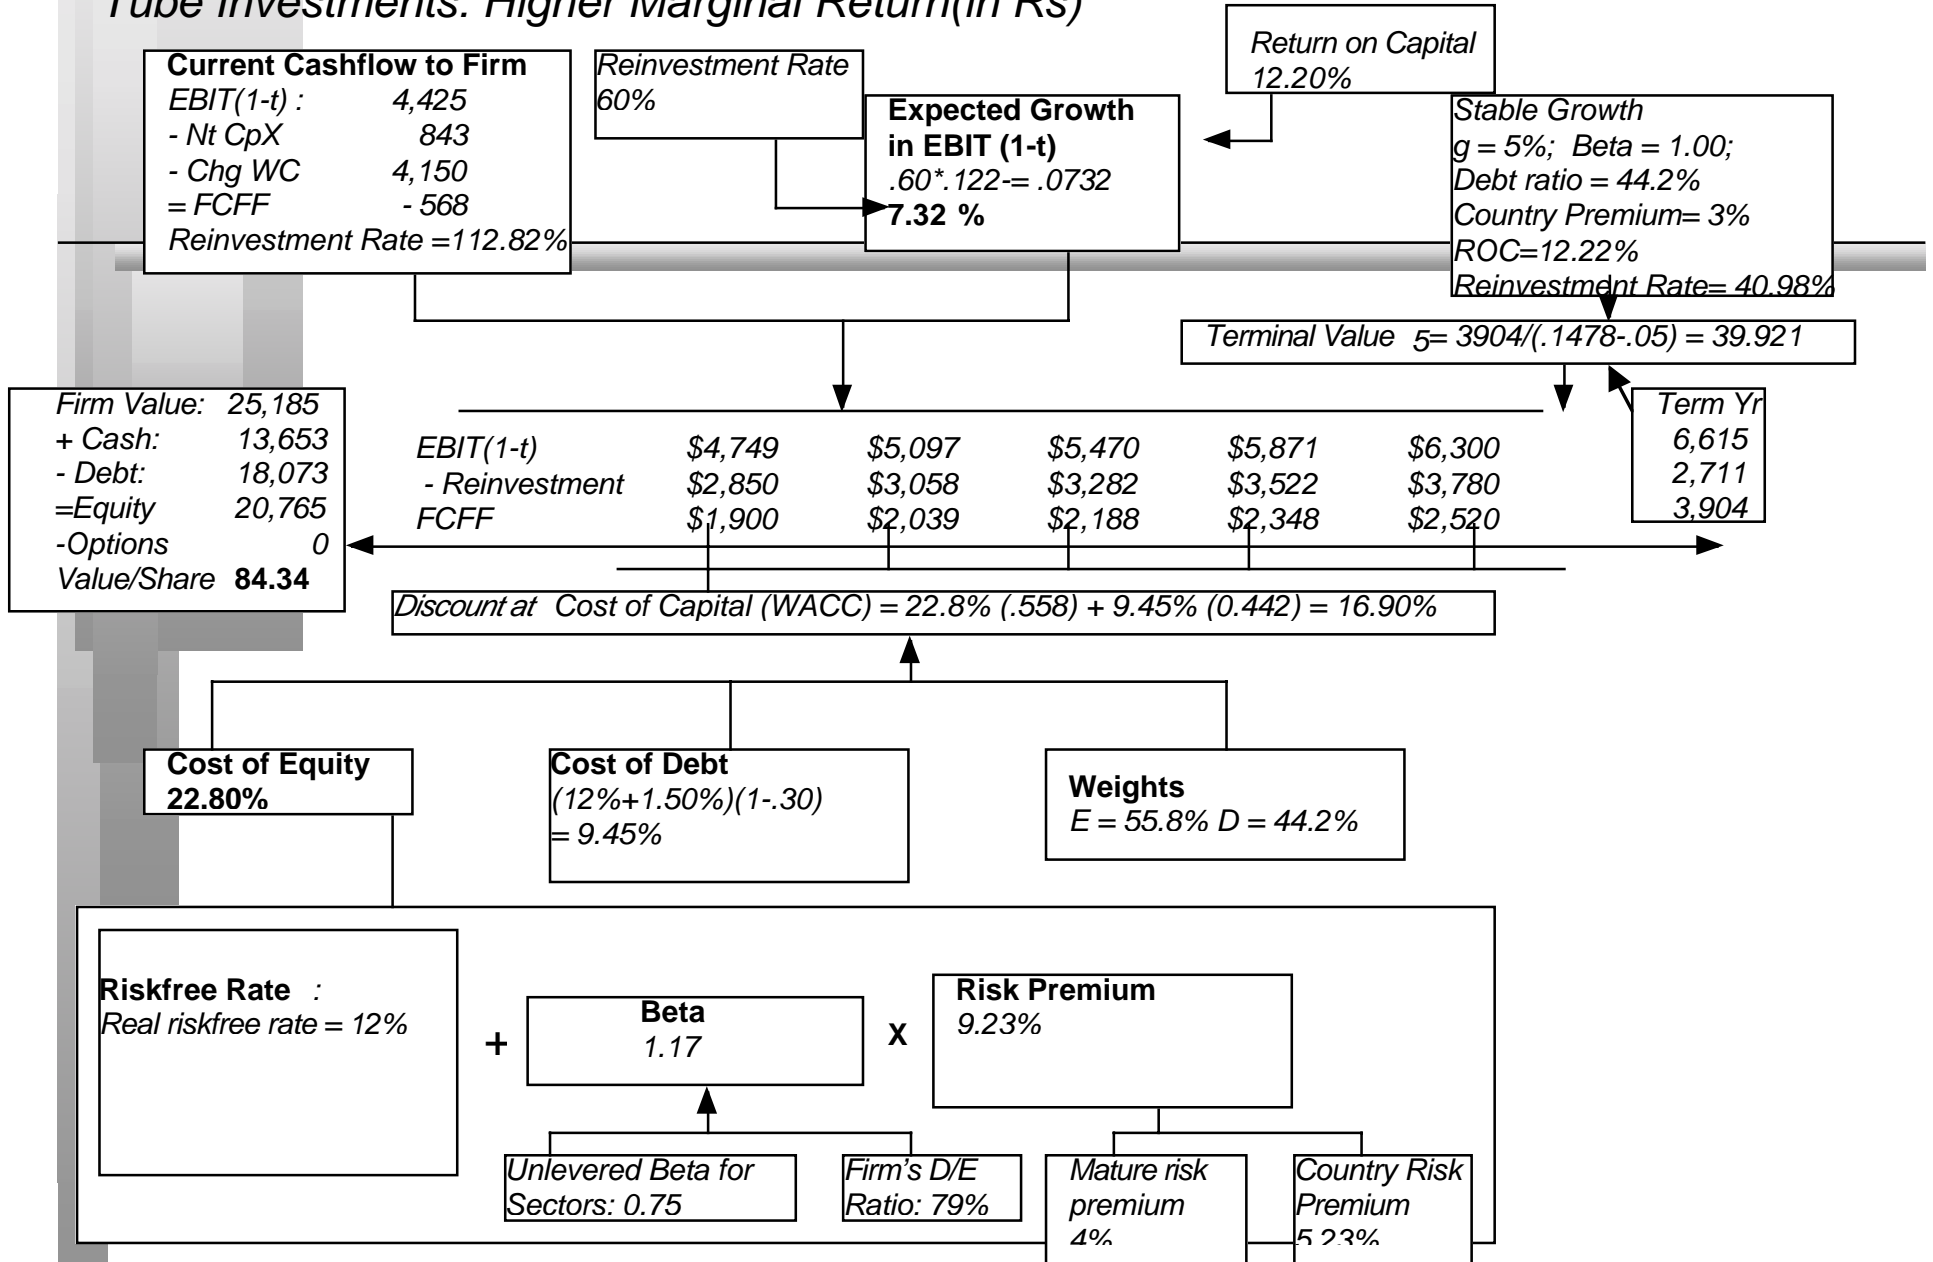 Tube Investments: Higher Marginal Return(in Rs)
Current Cashflow to Firm
EBIT(1-t) : 4,425
- Nt CpX 843
- Chg WC 4,150
= FCFF - 568
Reinvestment Rate =112.82%
Reinvestment Rate
60%
Expected Growth
in EBIT (1-t)
.60*.122-= .0732
7.32 %
Return on Capital
12.20%
Stable Growth
g = 5%; Beta = 1.00;
Debt ratio = 44.2%
Country Premium= 3%
ROC=12.22%
Reinvestment Rate= 40.98%
Terminal Value 5= 3904/(.1478-.05) = 39.921
Firm Value: 25,185
+ Cash: 13,653
- Debt: 18,073
=Equity 20,765
-Options 0
Value/Share 84.34
EBIT(1-t) $4,749 $5,097 $5,470 $5,871 $6,300
- Reinvestment $2,850 $3,058 $3,282 $3,522 $3,780
FCFF $1,900 $2,039 $2,188 $2,348 $2,520
Term Yr
6,615
2,711
3,904
Discount at Cost of Capital (WACC) = 22.8% (.558) + 9.45% (0.442) = 16.90%
Cost of Equity
22.80%
Cost of Debt
(12%+1.50%)(1-.30)
= 9.45%
Weights
E = 55.8% D = 44.2%
Riskfree Rate :
Real riskfree rate = 12%
+
Beta
1.17
X
Risk Premium
9.23%
Unlevered Beta for
Sectors: 0.75
Firm’s D/E
Ratio: 79%
Mature risk
premium
4%
Country Risk
Premium
5.23%